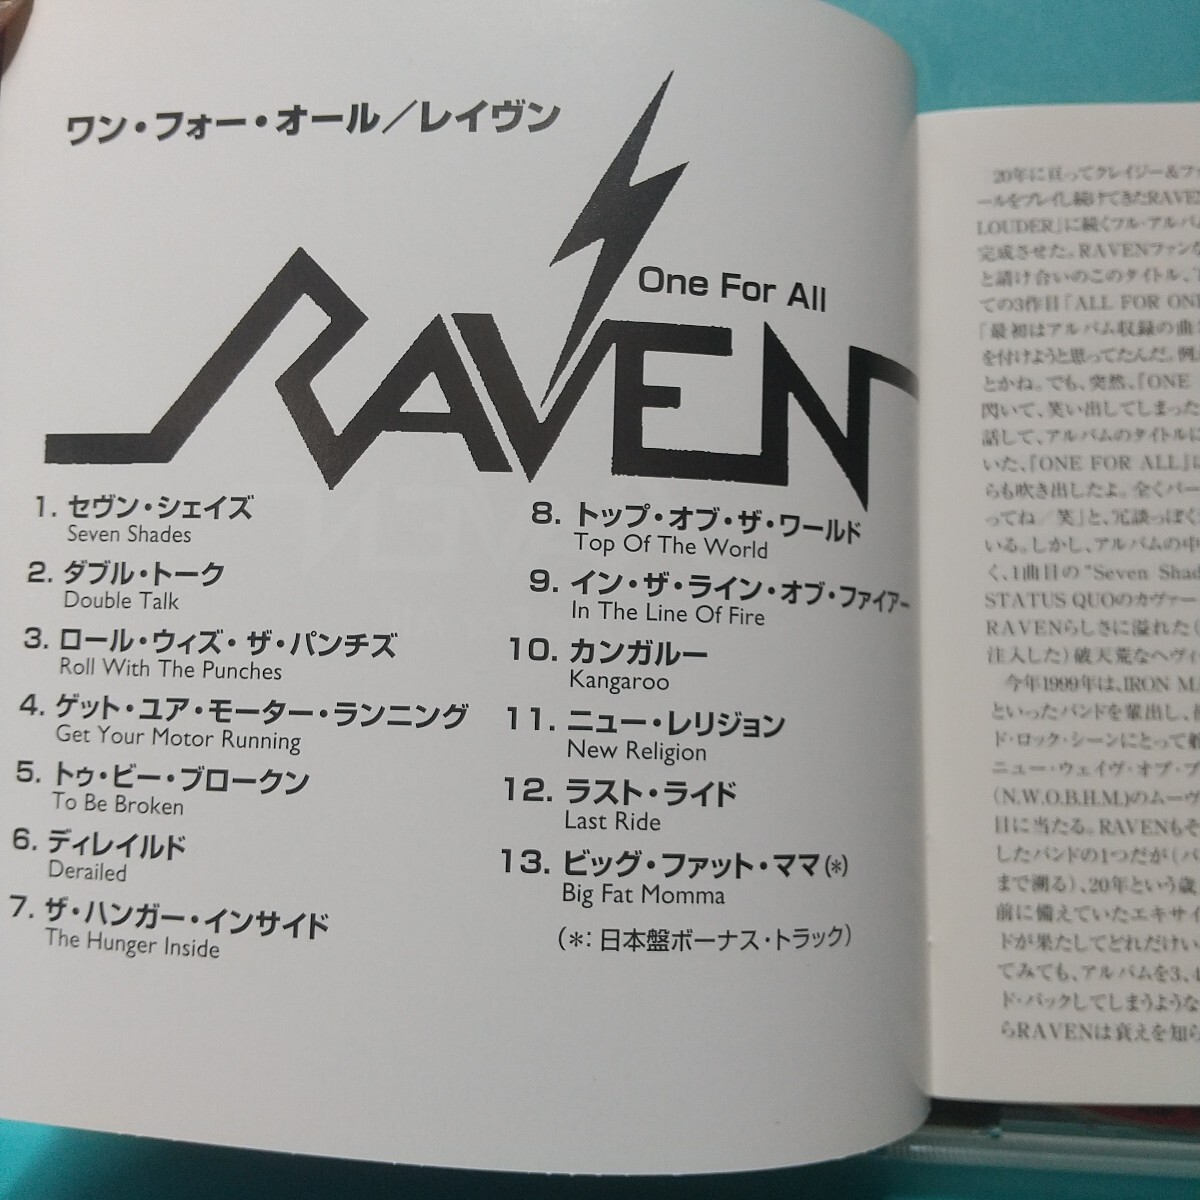 ワン・フォー・オール／レイヴン
RAVEN
One For All
1. セヴン・シェイズ
Seven Shades
2. ダブル・トーク
Double Talk
3. ロール・ウィズ・ザ・パンチズ
Roll With The Punches
4. ゲット・ユア・モーター・ランニング
Get Your Motor Running
5. トゥ・ビー・ブロークン
To Be Broken
6. ディレイルド
Derailed
7. ザ・ハンガー・インサイド
The Hunger Inside
8. トップ・オブ・ザ・ワールド
Top Of The World
9. イン・ザ・ライン・オブ・ファイアー
In The Line Of Fire
10. カンガルー
Kangaroo
11. ニュー・レリジョン
New Religion
12. ラスト・ライド
Last Ride
13. ビッグ・ファット・ママ(*)
Big Fat Momma
(*: 日本盤ボーナス・トラック)
20年に亘ってクレイジー&フ
ールをプレイし続けてきたRAVEN
LOUDER」に続くフル・アルバム
完成させた。RAVENファンな
と請け合いのこのタイトル、
ての3作目「ALL FOR ONE
「最初はアルバム収録の曲
を付けようと思ってたんだ。例
とかね。でも、突然、「ONE
閃いて、笑い出してしまった
話して、アルバムのタイトルに
いた、「ONE FOR ALL」に
らも吹き出したよ。全くパー
ってね／笑」と、冗談っぽく
いる。しかし、アルバムの中
く、1曲目の"Seven Shad
STATUS QUOのカヴァー
RAVENらしさに溢れた(
注入した) 破天荒なヘヴィ
今年1999年は、IRON MA
といったバンドを輩出し、
ド・ロック・シーンにとって
ニュー・ウェイヴ・オブ・ブ
(N.W.O.B.H.M.)のムーヴ
目に当たる。RAVENもそ
したバンドの1つだが(バ
まで遡る)、20年という歳
前に備えていたエキサイ
ドが果たしてどれだけい
てみても、アルバムを3、4
ド・バックしてしまうような
らRAVENは衰えを知ら